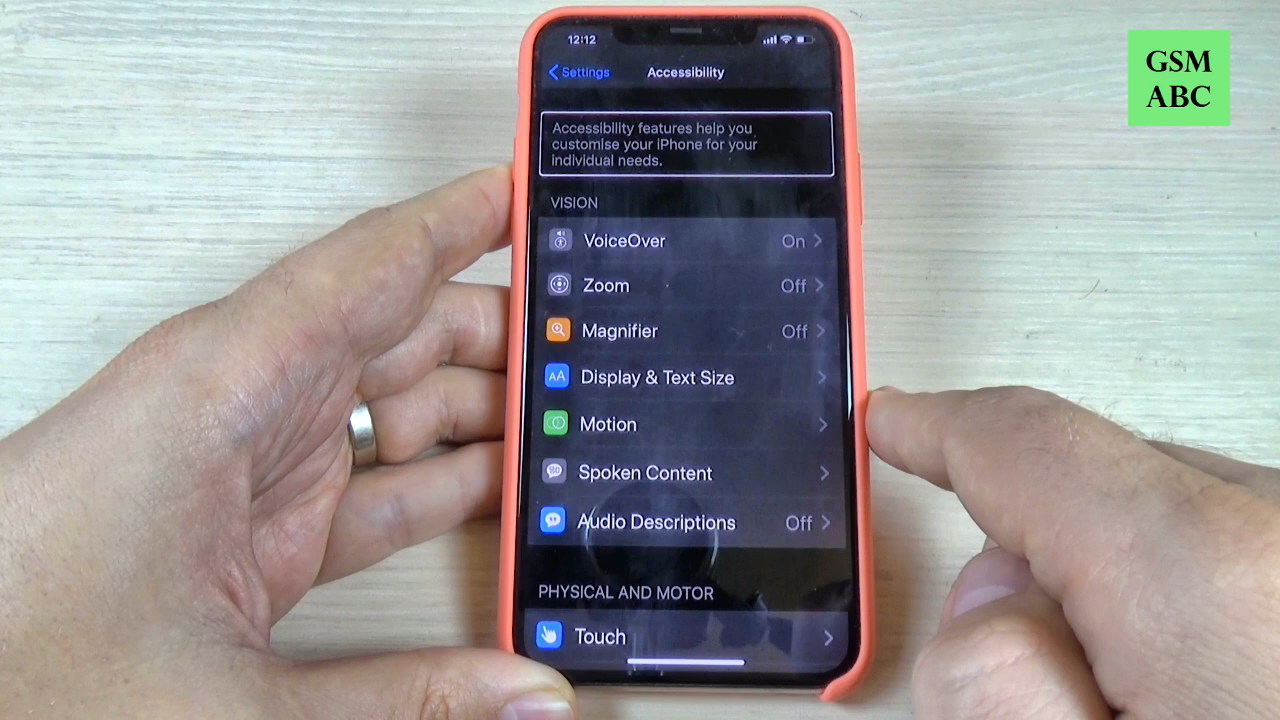 12:12
GSM
ABC
Settings
Accessibility
Accessibility features help you
customise your iPhone for your
individual needs.
VISION
VoiceOver On
Zoom Off
Magnifier Off
AA Display & Text Size
Motion
Spoken Content
Audio Descriptions Off
PHYSICAL AND MOTOR
Touch